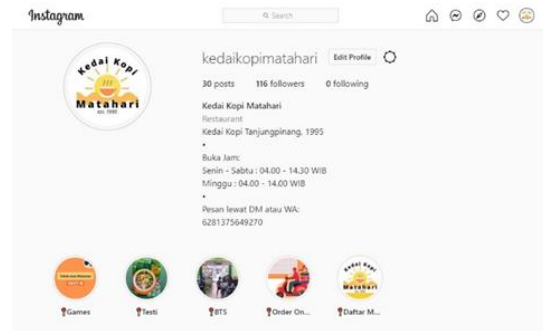 Instagram
Search
kedaikopimatahari Edit Profile
30 posts 116 followers 0 following
Kedai Kopi Matahari
Restaurant
Kedai Kopi Tanjungpinang, 1995
•
Buka Jam:
Senin - Sabtu : 04.00 - 14.30 WIB
Minggu : 04.00 - 14.00 WIB
•
Pesan lewat DM atau WA:
6281375649270
Kedai Kopi
Matahari
est. 1995
Kedai Kopi
Matahari
Games
Testi
BTS
Order On...
Daftar M...